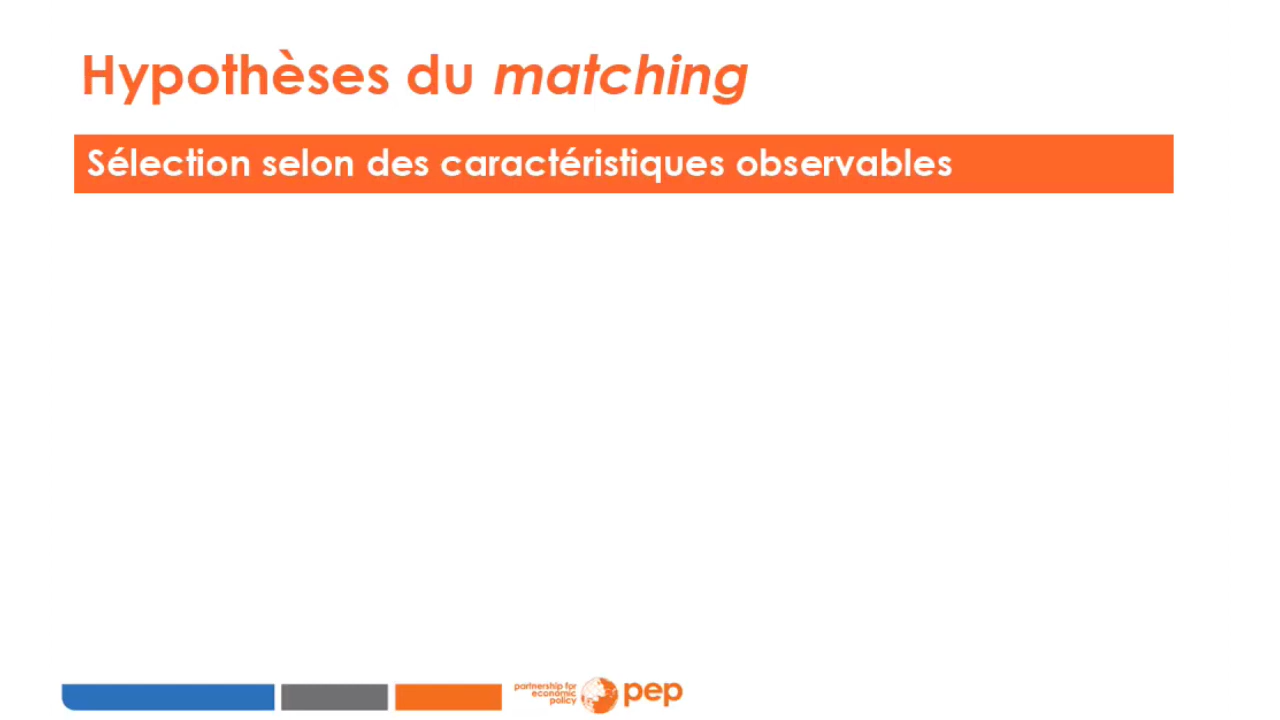 Hypothèses du matching
Sélection selon des caractéristiques observables
partnership for
economic
policy
pep